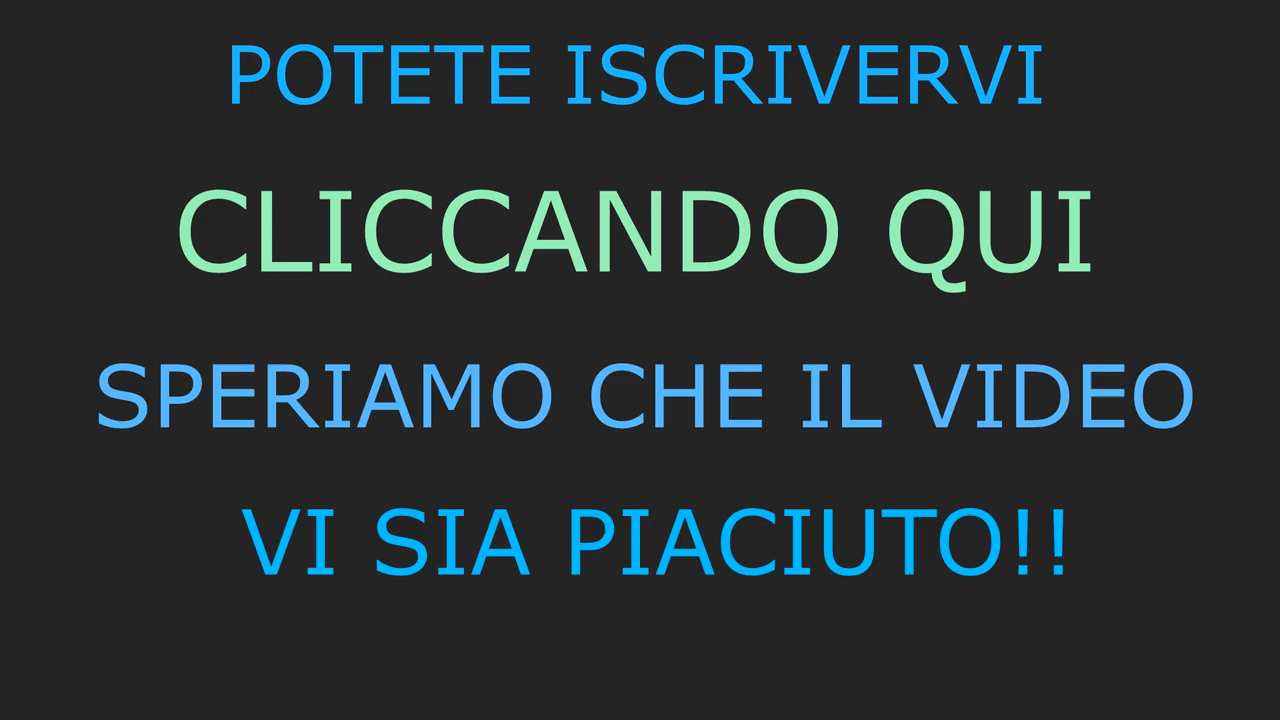 POTETE ISCRIVERVI
CLICCANDO QUI
SPERIAMO CHE IL VIDEO
VI SIA PIACIUTO!!